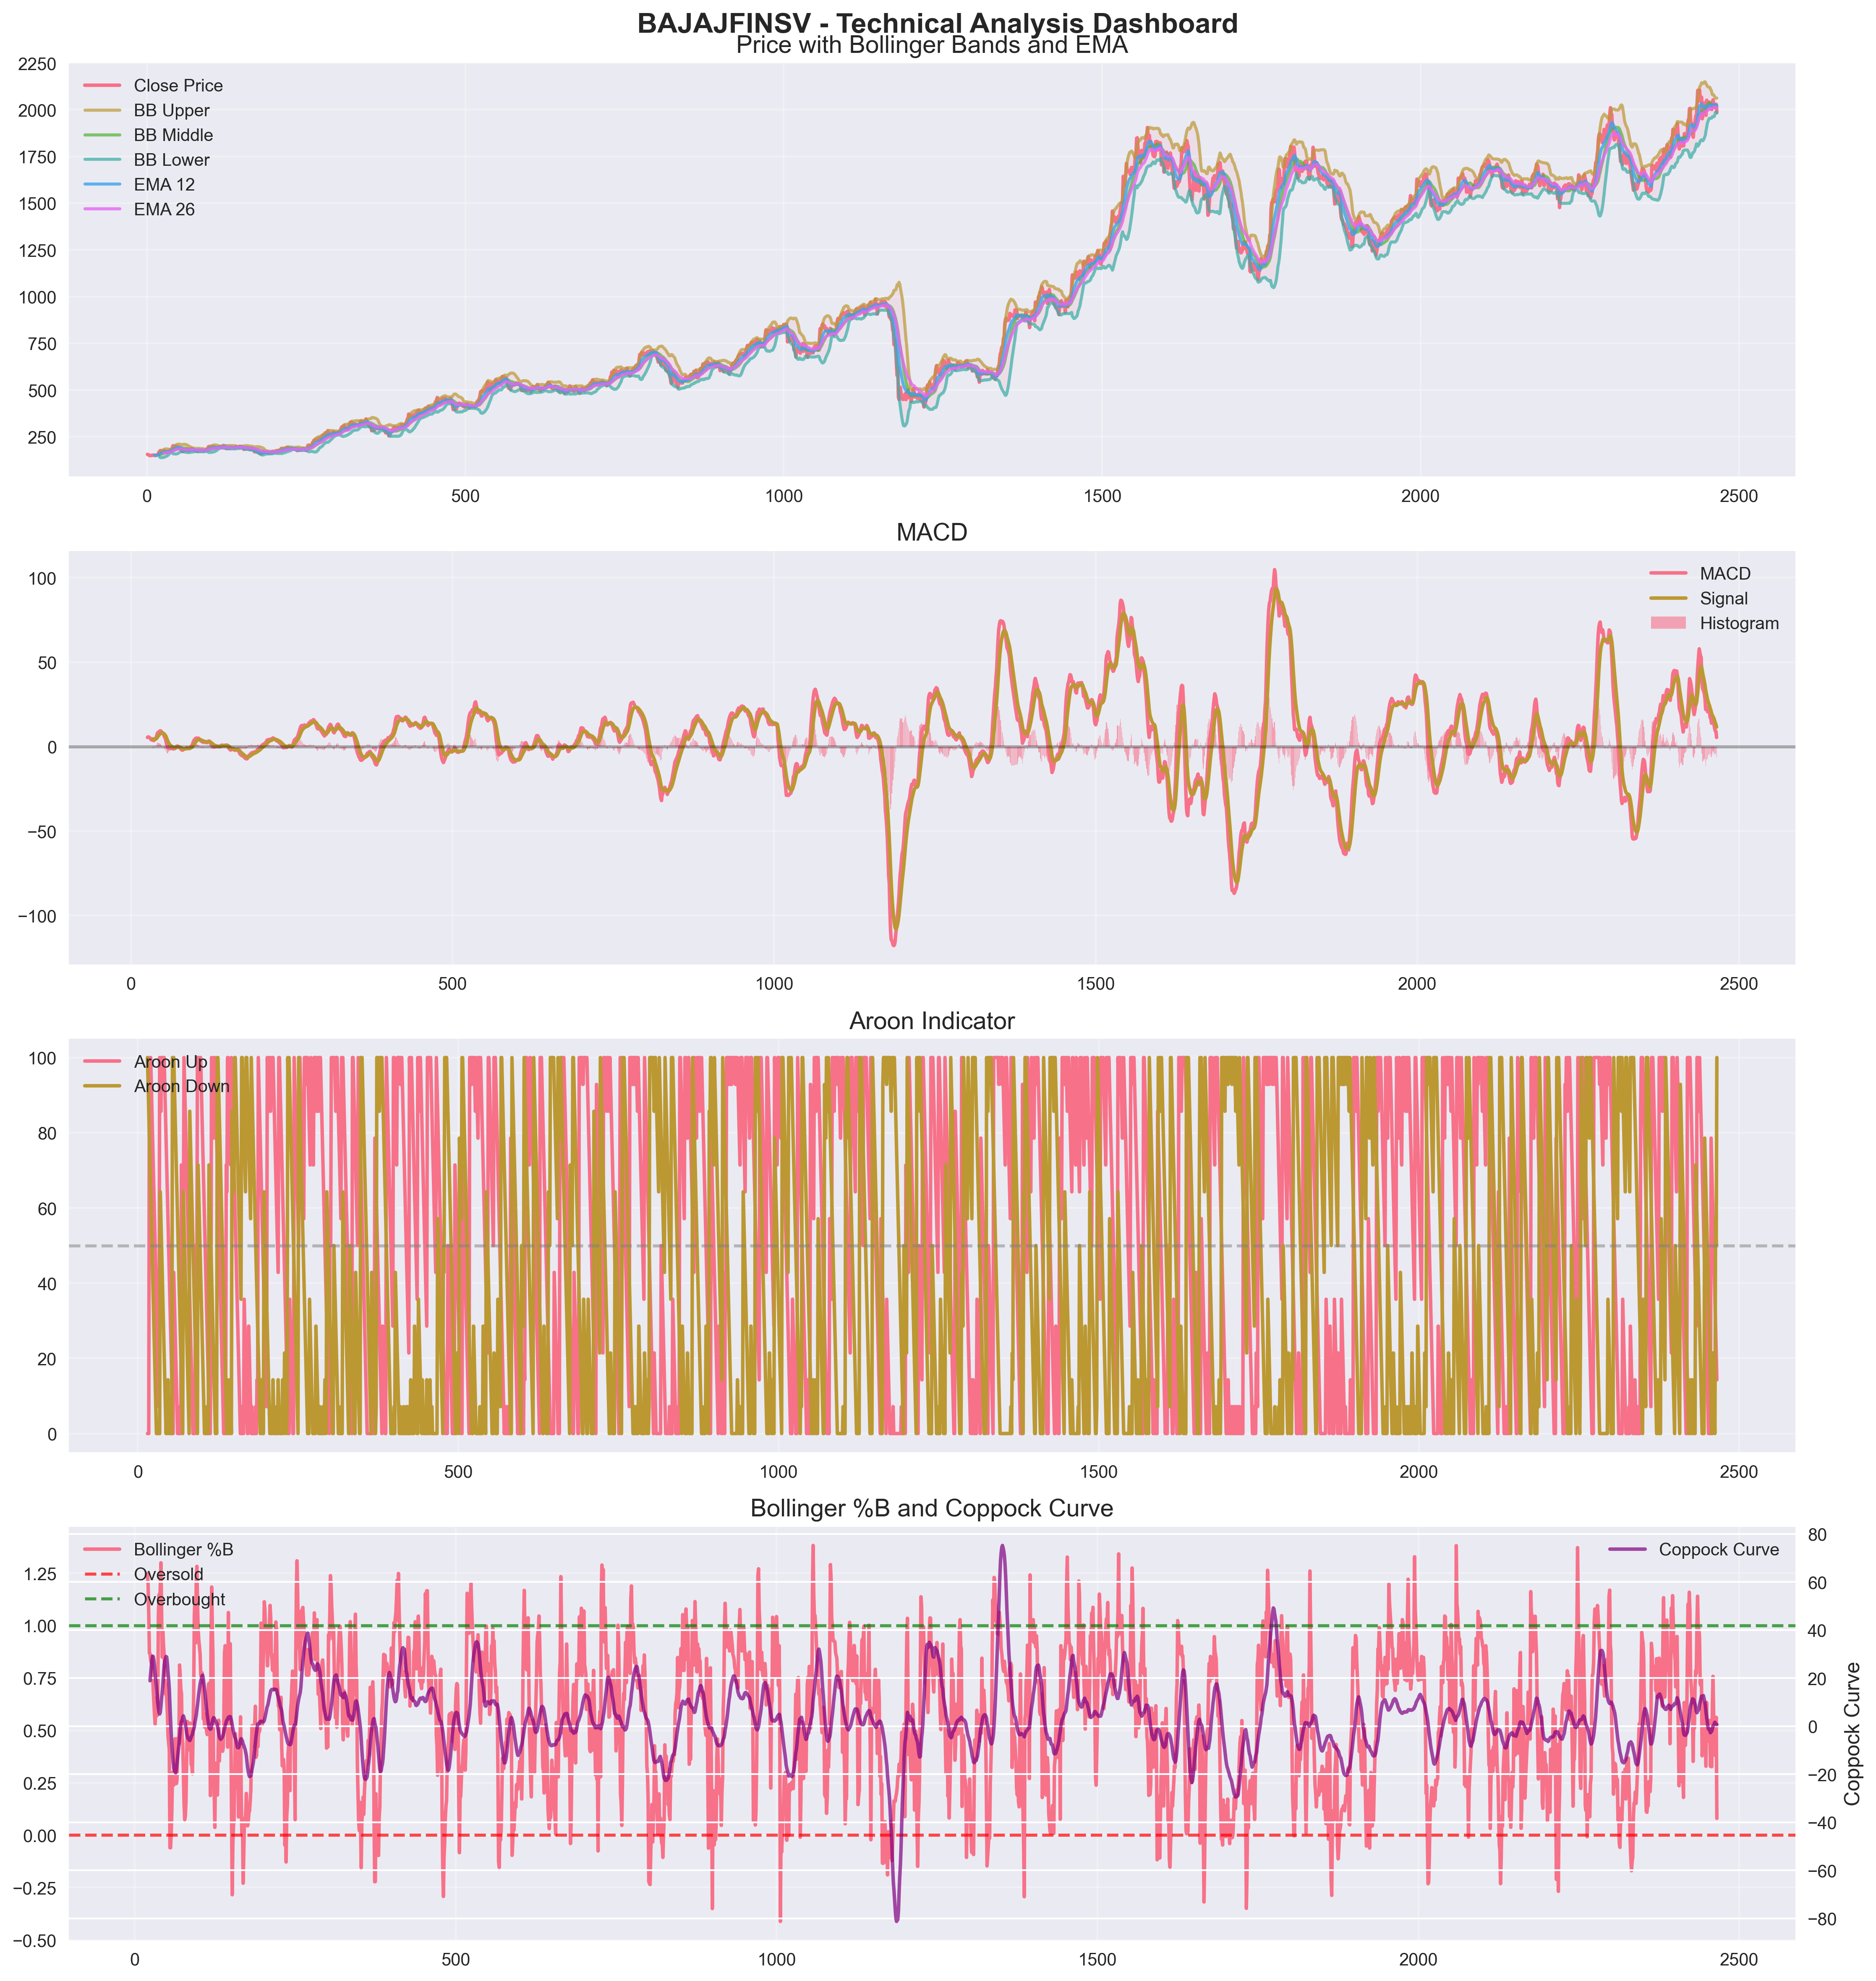 BAJAJFINSV - Technical Analysis Dashboard
Price with Bollinger Bands and EMA
Close Price
BB Upper
BB Middle
BB Lower
EMA 12
EMA 26
2250
2000
1750
1500
1250
1000
750
500
250
0 500 1000 1500 2000 2500
MACD
MACD
Signal
Histogram
100
50
0
−50
−100
0 500 1000 1500 2000 2500
Aroon Indicator
Aroon Up
Aroon Down
100
80
60
40
20
0
0 500 1000 1500 2000 2500
Bollinger %B and Coppock Curve
Bollinger %B
Oversold
Overbought
Coppock Curve
1.25
1.00
0.75
0.50
0.25
0.00
−0.25
−0.50
80
60
40
20
0
−20
−40
−60
−80
Coppock Curve
0 500 1000 1500 2000 2500